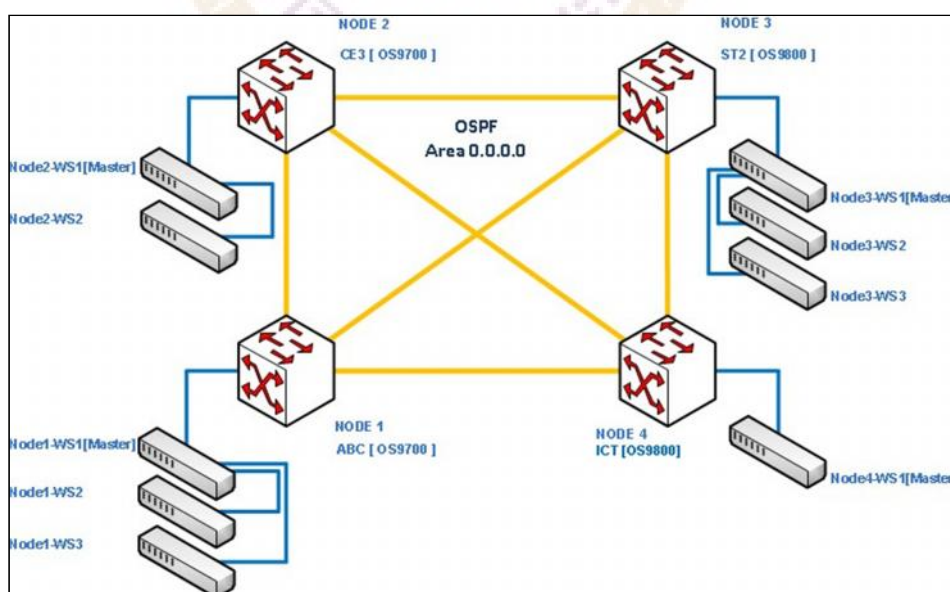 NODE 2
CE3 [ OS9700 ]
NODE 3
ST2 [ OS9800 ]
OSPF
Area 0.0.0.0
Node2-WS1[Master]
Node2-WS2
Node3-WS1[Master
Node3-WS2
Node3-WS3
NODE 1
ABC [ OS9700 ]
NODE 4
ICT [OS9800]
Node1-WS1[Master]
Node1-WS2
Node1-WS3
Node4-WS1[Master